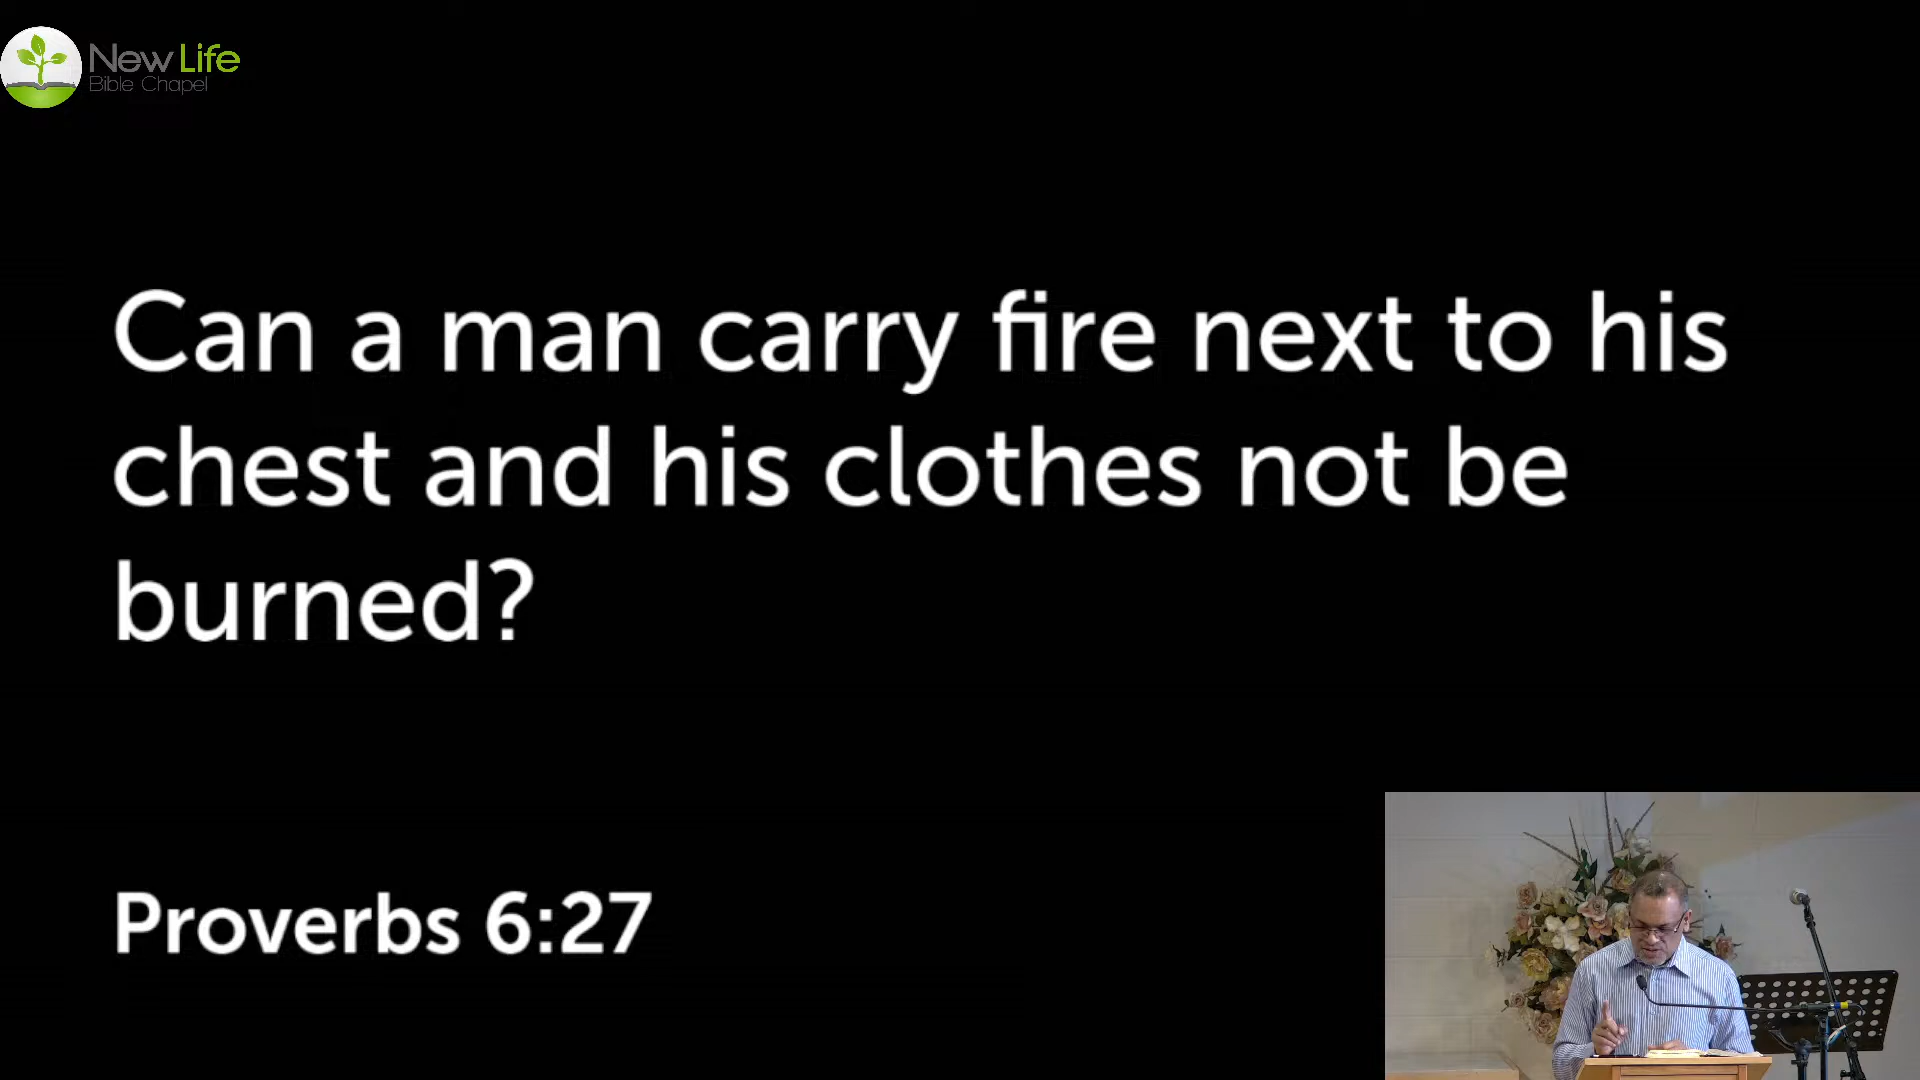 New Life
Bible Chapel
Can a man carry fire next to his
chest and his clothes not be
burned?
Proverbs 6:27